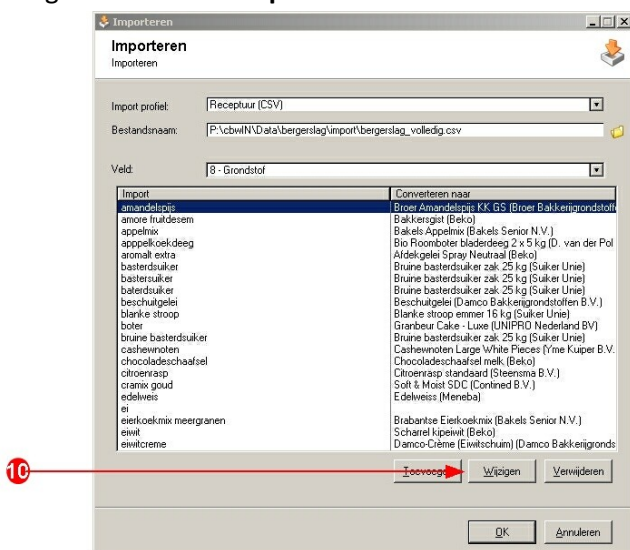 Importeren
Importeren
Importeren
Import profiel: Receptuur (CSV)
Bestandsnaam: P:\cbwIN\Data\bergerslag\import\bergerslag_volledig.csv
Veld: 8 - Grondstof
Import Converteren naar
amandelspijs Broer Amandelspijs KK GS (Broer Bakkerijgrondstoff
amore fruitdesem Bakkersgist (Beko)
appelmix Bakels Appelmix (Bakels Senior N.V.)
apppelkoekdeeg Bio Roomboter bladerdeeg 2 x 5 kg (D. van der Pol
aromalt extra Afdekgelei Spray Neutraal (Beko)
basterdsuiker Bruine basterdsuiker zak 25 kg (Suiker Unie)
bastersuiker Bruine basterdsuiker zak 25 kg (Suiker Unie)
baterdsuiker Bruine basterdsuiker zak 25 kg (Suiker Unie)
beschuitgelei Beschuitgelei (Damco Bakkerijgrondstoffen B.V.)
blanke stroop Blanke stroop emmer 16 kg (Suiker Unie)
boter Granbeur Cake - Luxe (UNIPRO Nederland BV)
bruine basterdsuiker Bruine basterdsuiker zak 25 kg (Suiker Unie)
cashewnoten Cashewnoten Large White Pieces (Yme Kuiper B.V.
chocoladeschaafsel Chocoladeschaafsel melk (Beko)
citroenrasp Citroenrasp standaard (Steensma B.V.)
cramix goud Soft & Moist SDC (Contined B.V.)
edelweis Edelweiss (Meneba)
ei
eierkoekmix meergranen Brabantse Eierkoekmix (Bakels Senior N.V.)
eiwit Scharrel kipeiwit (Beko)
eiwitcreme Damco-Crème (Eiwitschuim) (Damco Bakkerijgronds
10 Toevoegen Wijzigen Verwijderen
OK Annuleren